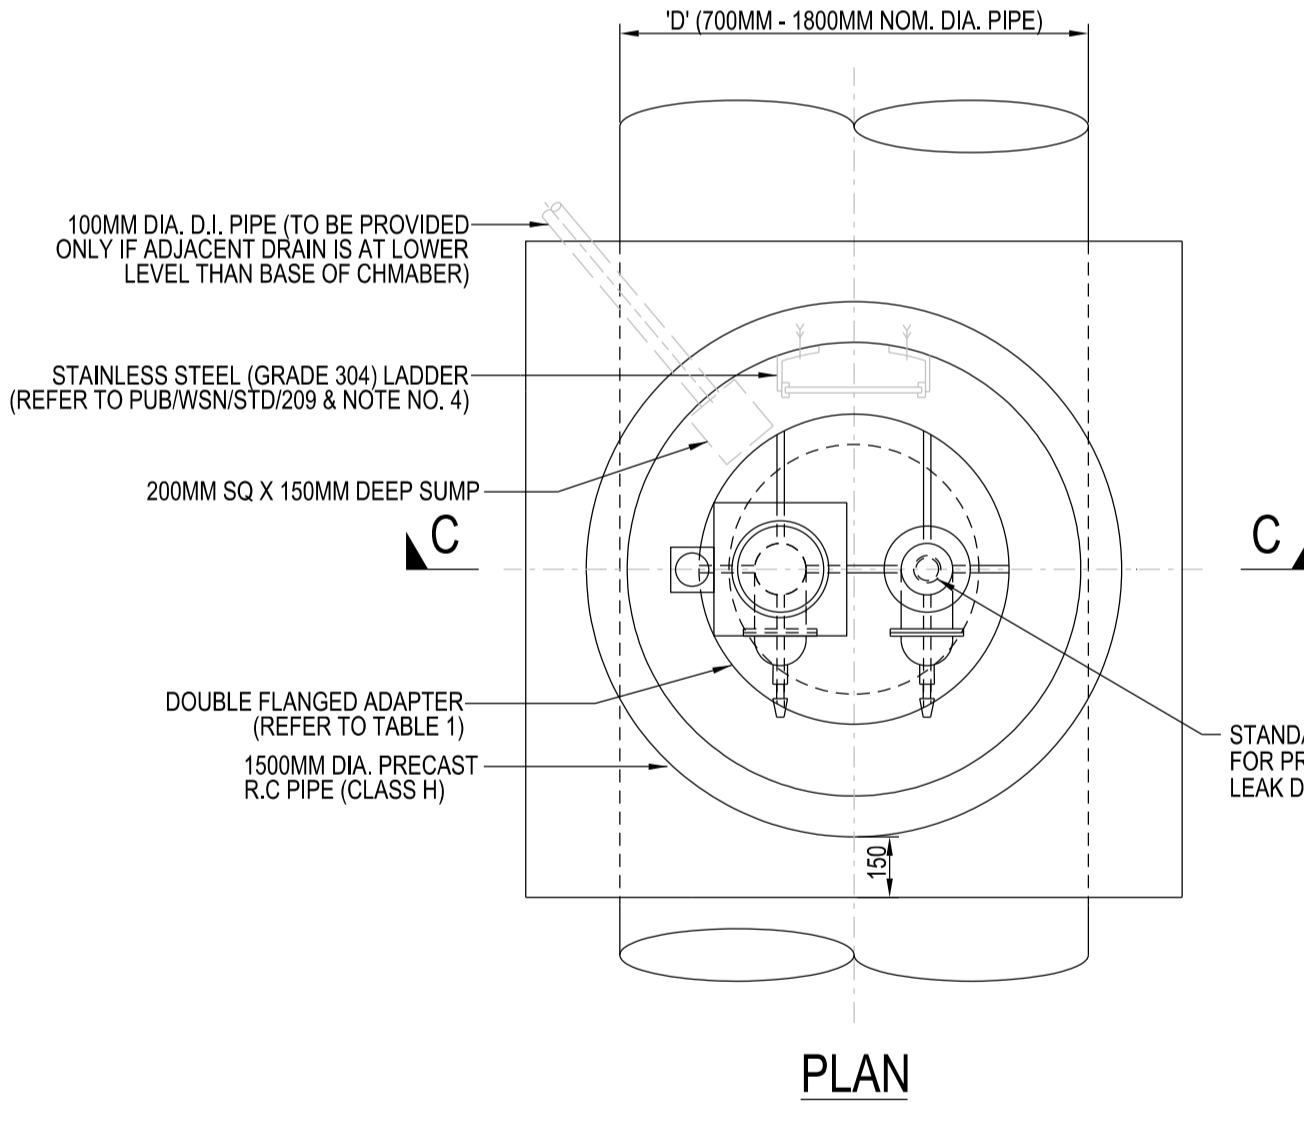 'D' (700MM - 1800MM NOM. DIA. PIPE)
100MM DIA. D.I. PIPE (TO BE PROVIDED
ONLY IF ADJACENT DRAIN IS AT LOWER
LEVEL THAN BASE OF CHMABER)
STAINLESS STEEL (GRADE 304) LADDER
(REFER TO PUB/WSN/STD/209 & NOTE NO. 4)
200MM SQ X 150MM DEEP SUMP
C
C
DOUBLE FLANGED ADAPTER
(REFER TO TABLE 1)
1500MM DIA. PRECAST
R.C PIPE (CLASS H)
FOR
LEAK
150
PLAN